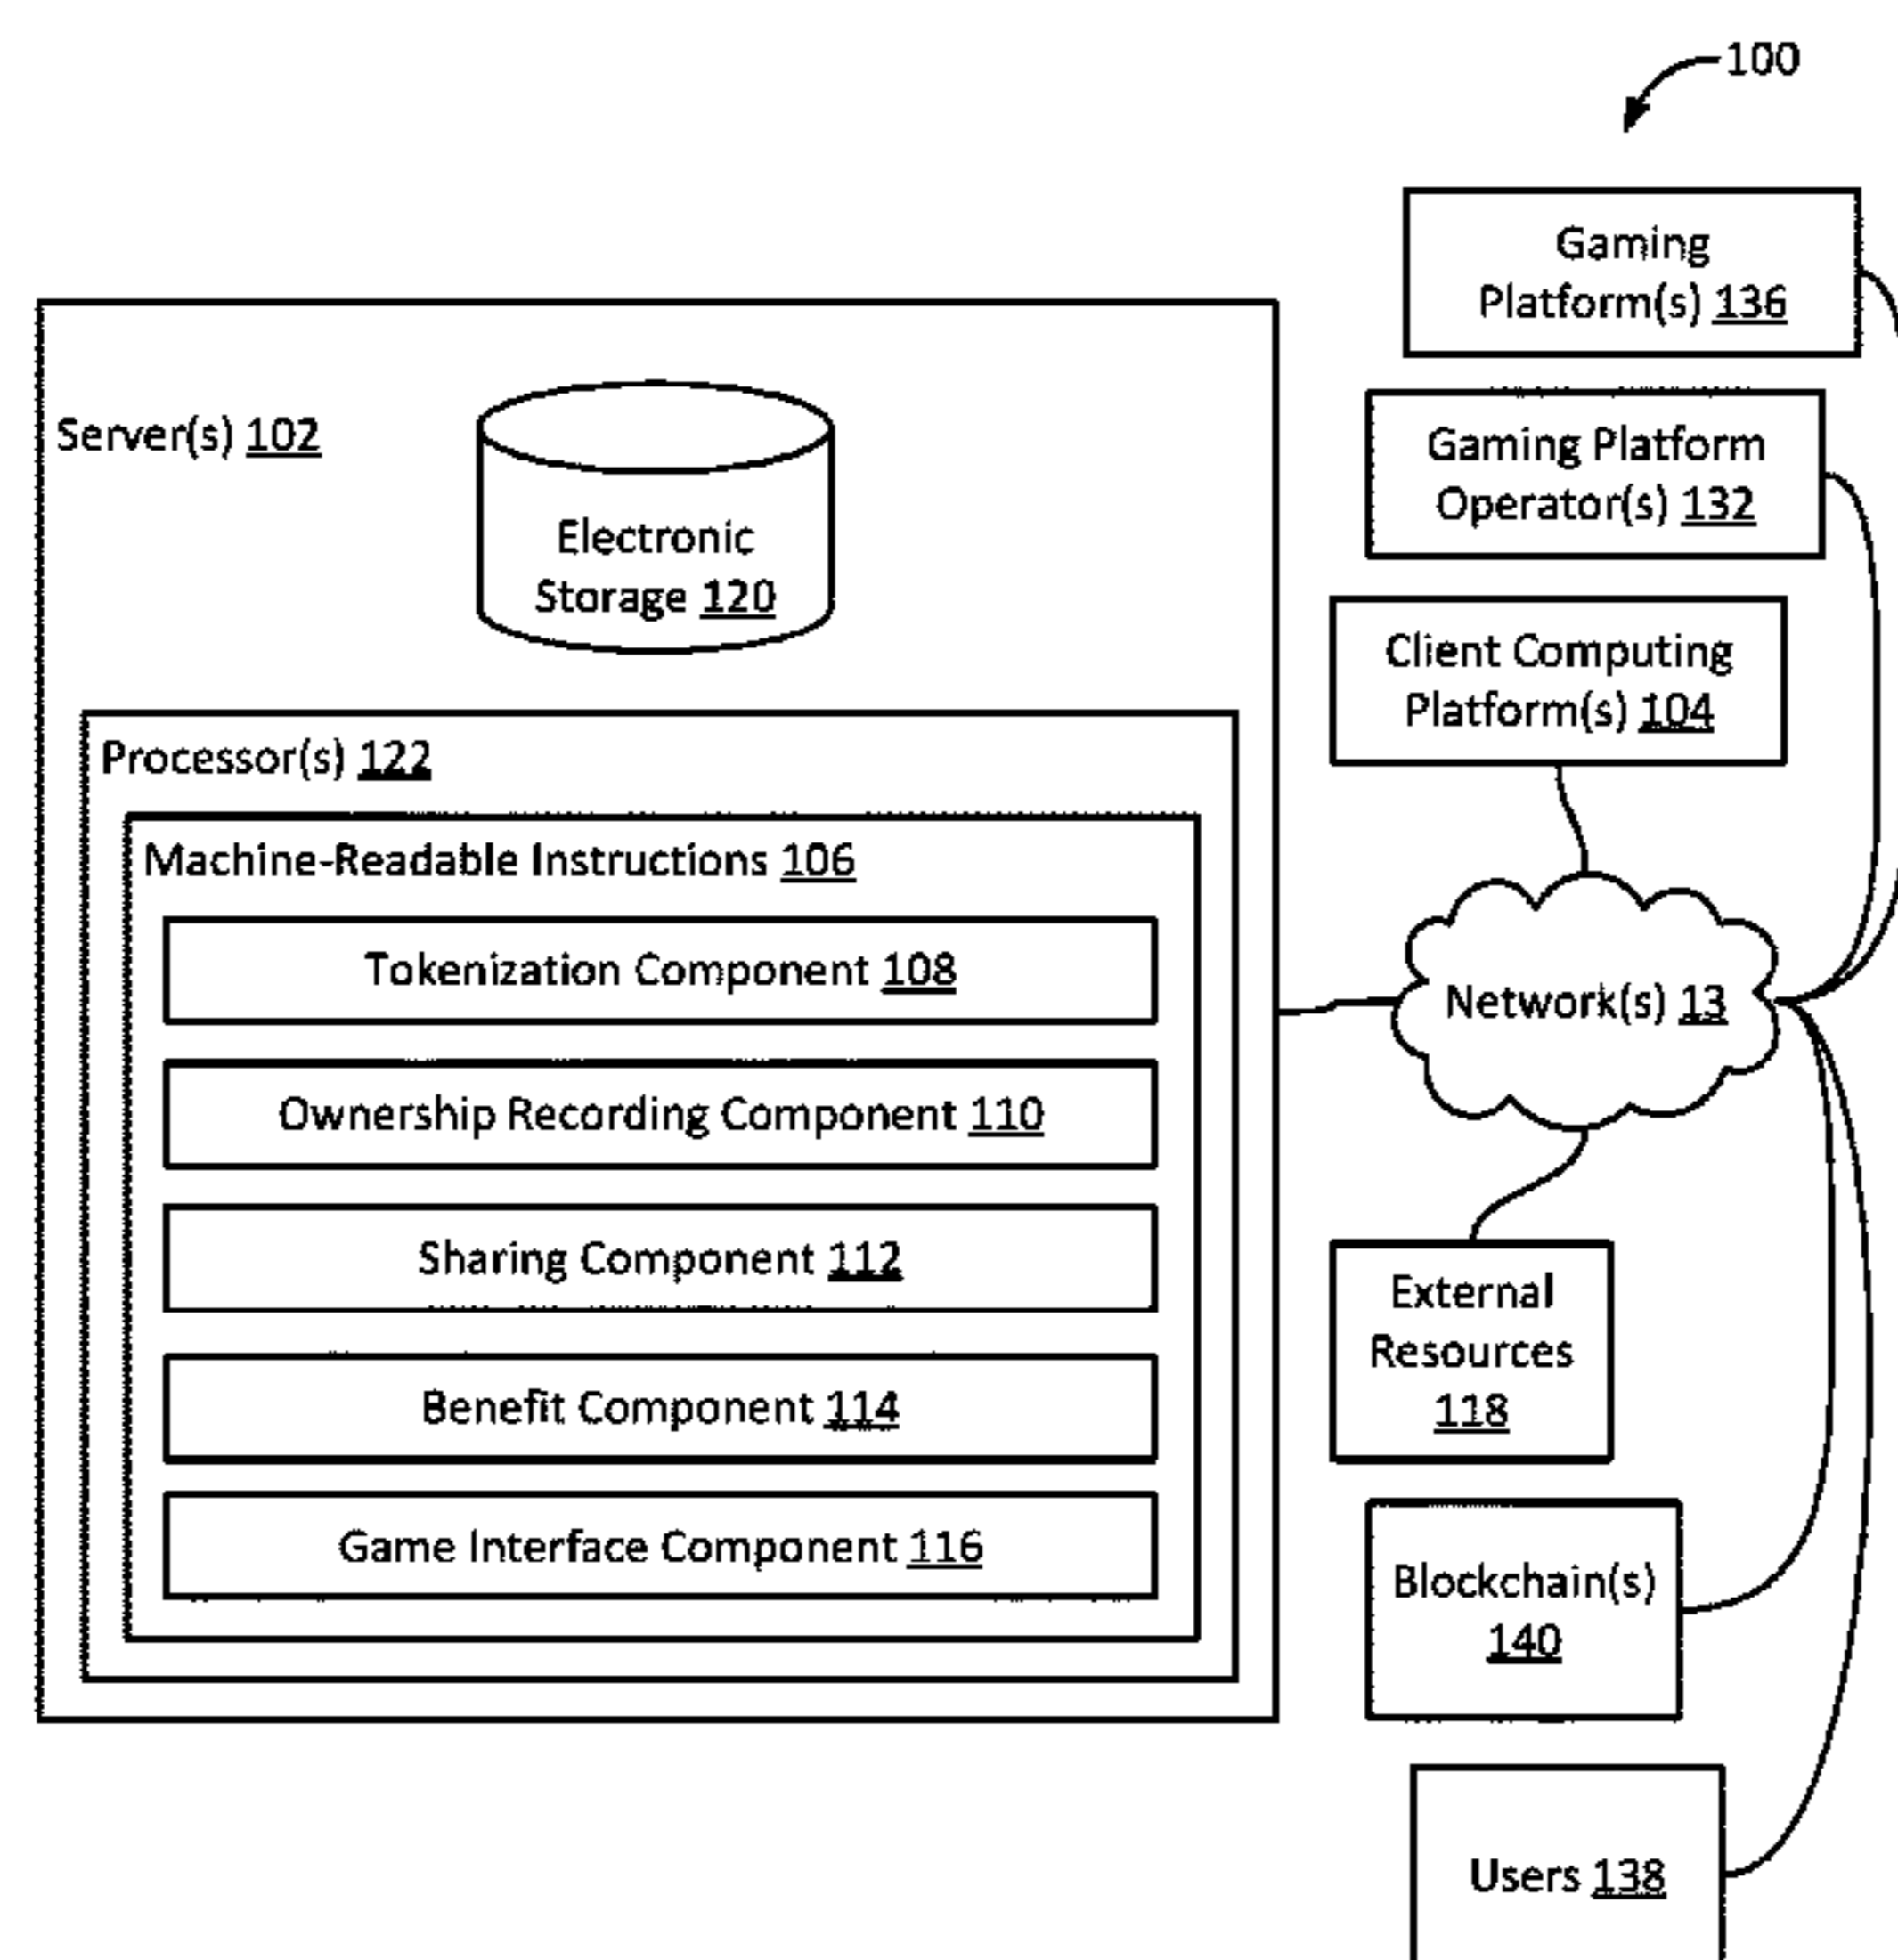 100
Gaming
Platform(s) 136
Server(s) 102
Gaming Platform
Operator(s) 132
Electronic
Storage 120
Client Computing
Platform(s) 104
Processor(s) 122
Machine-Readable Instructions 106
Tokenization Component 108
Network(s) 13
Ownership Recording Component 110
Sharing Component 112
External
Resources
118
Benefit Component 114
Game Interface Component 116
Blockchain(s)
140
Users 138